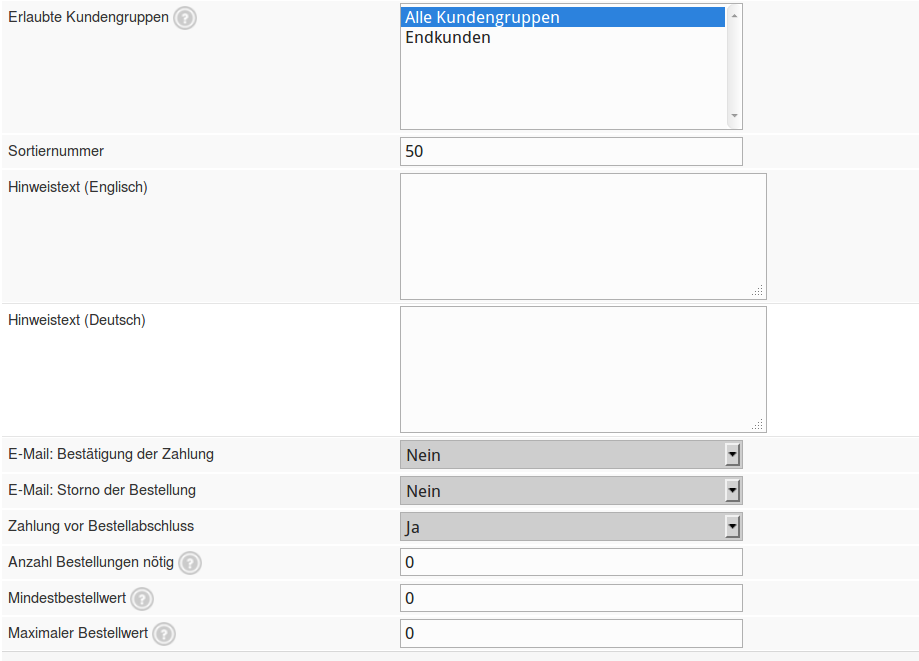 Erlaubte Kundengruppen ?
Alle Kundengruppen
Endkunden
Sortiernummer 50
Hinweistext (Englisch)
Hinweistext (Deutsch)
E-Mail: Bestätigung der Zahlung Nein
E-Mail: Storno der Bestellung Nein
Zahlung vor Bestellabschluss Ja
Anzahl Bestellungen nötig ? 0
Mindestbestellwert ? 0
Maximaler Bestellwert ? 0